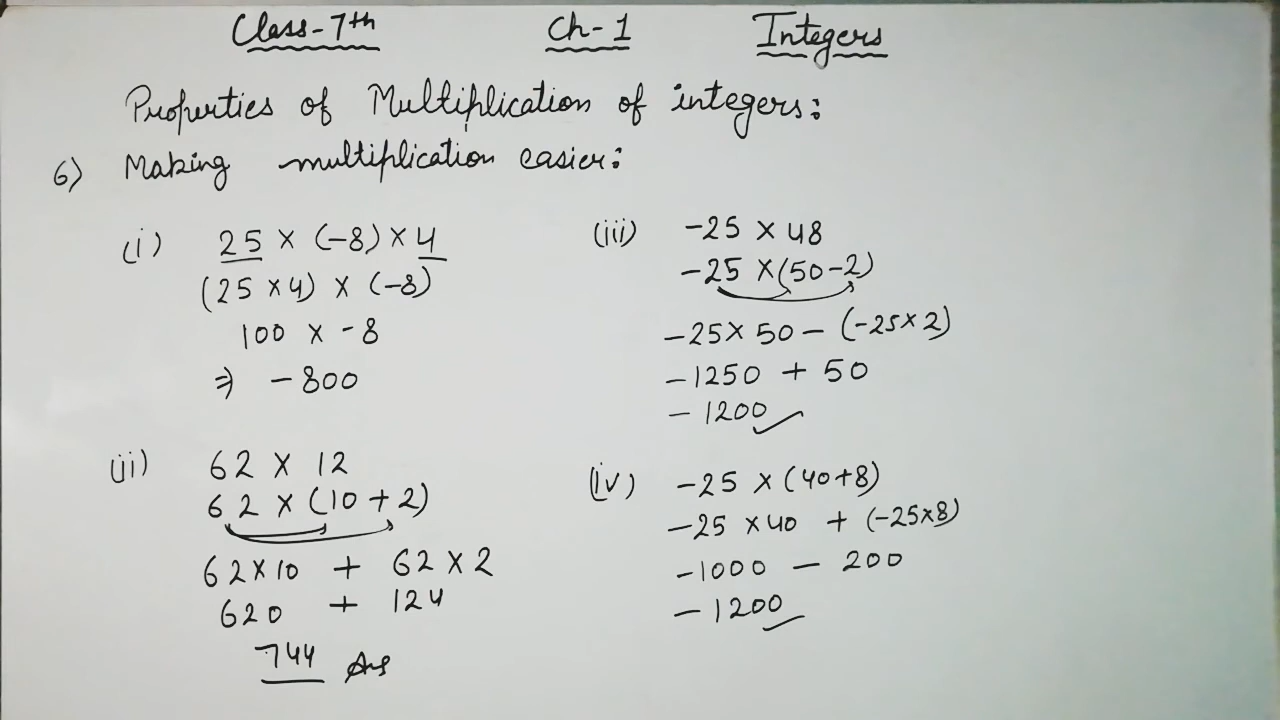 Class-7th Ch-1 Integers
Properties of Multiplication of integers:
6) Making multiplication easier:
(i) 25 × (-8) × 4
(25 × 4) × (-8)
100 × -8
⇒ -800
(ii) 62 × 12
62 × (10 + 2)
62×10 + 62 × 2
620 + 124
744 Ans
(iii) -25 × 48
-25 × (50-2)
-25× 50 - (-25×2)
-1250 + 50
-1200 ✓
(iv) -25 × (40+8)
-25 ×40 + (-25×8)
-1000 - 200
-1200 ✓